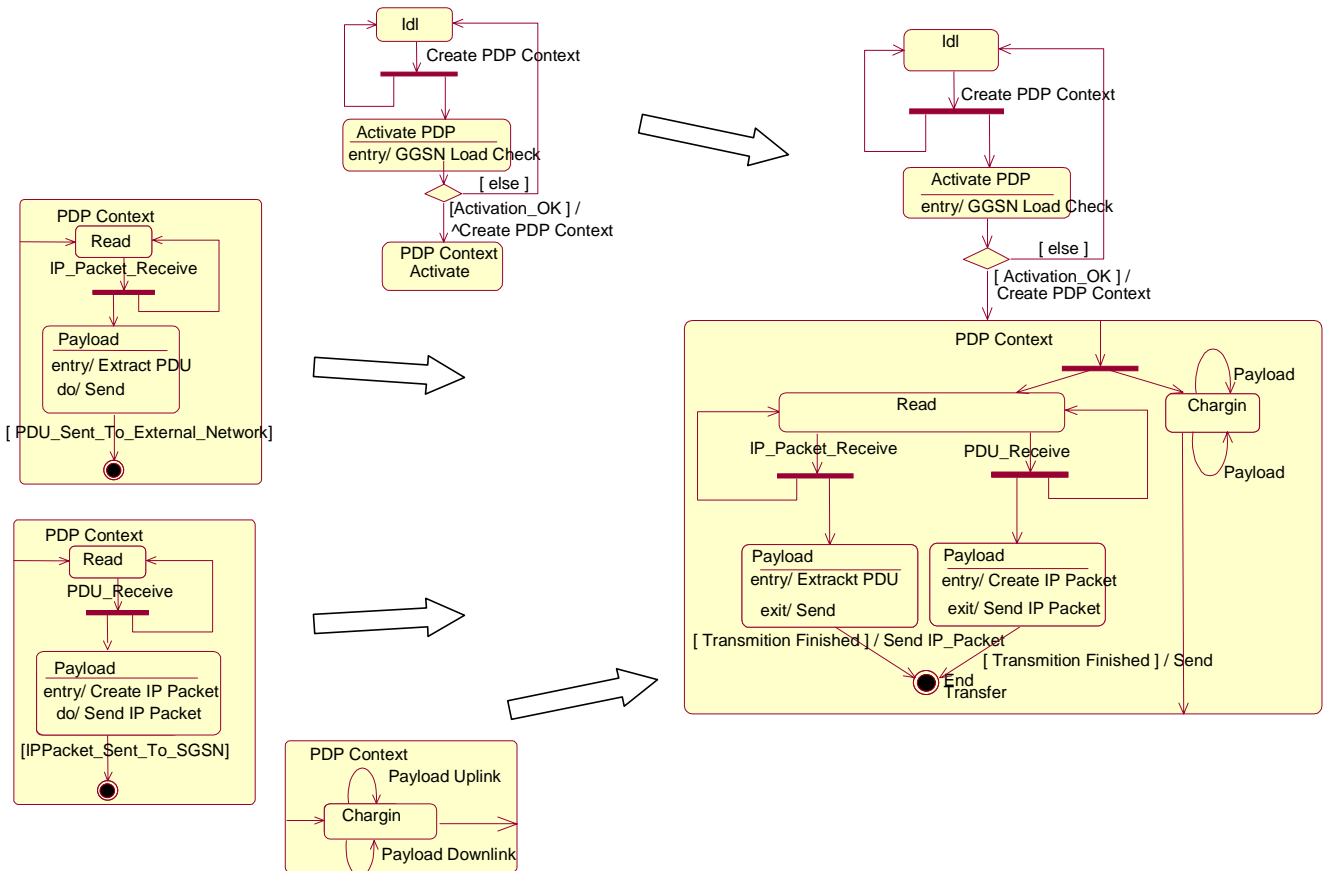 Idl
Create PDP Context
Activate PDP
entry/ GGSN Load Check
[ else ]
[Activation_OK ] /
^Create PDP Context
PDP Context
Activate
PDP Context
Read
IP_Packet_Receive
Payload
entry/ Extract PDU
do/ Send
[ PDU_Sent_To_External_Network]
PDP Context
Read
PDU_Receive
Payload
entry/ Create IP Packet
do/ Send IP Packet
[IPPacket_Sent_To_SGSN]
PDP Context
Payload Uplink
Chargin
Payload Downlink
Idl
Create PDP Context
Activate PDP
entry/ GGSN Load Check
[ else ]
[ Activation_OK ] /
Create PDP Context
PDP Context
Payload
Read
Chargin
IP_Packet_Receive
PDU_Receive
Payload
Payload
entry/ Extrackt PDU
exit/ Send
Payload
entry/ Create IP Packet
exit/ Send IP Packet
[ Transmition Finished ] / Send IP_Packet
[ Transmition Finished ] / Send
End
Transfer